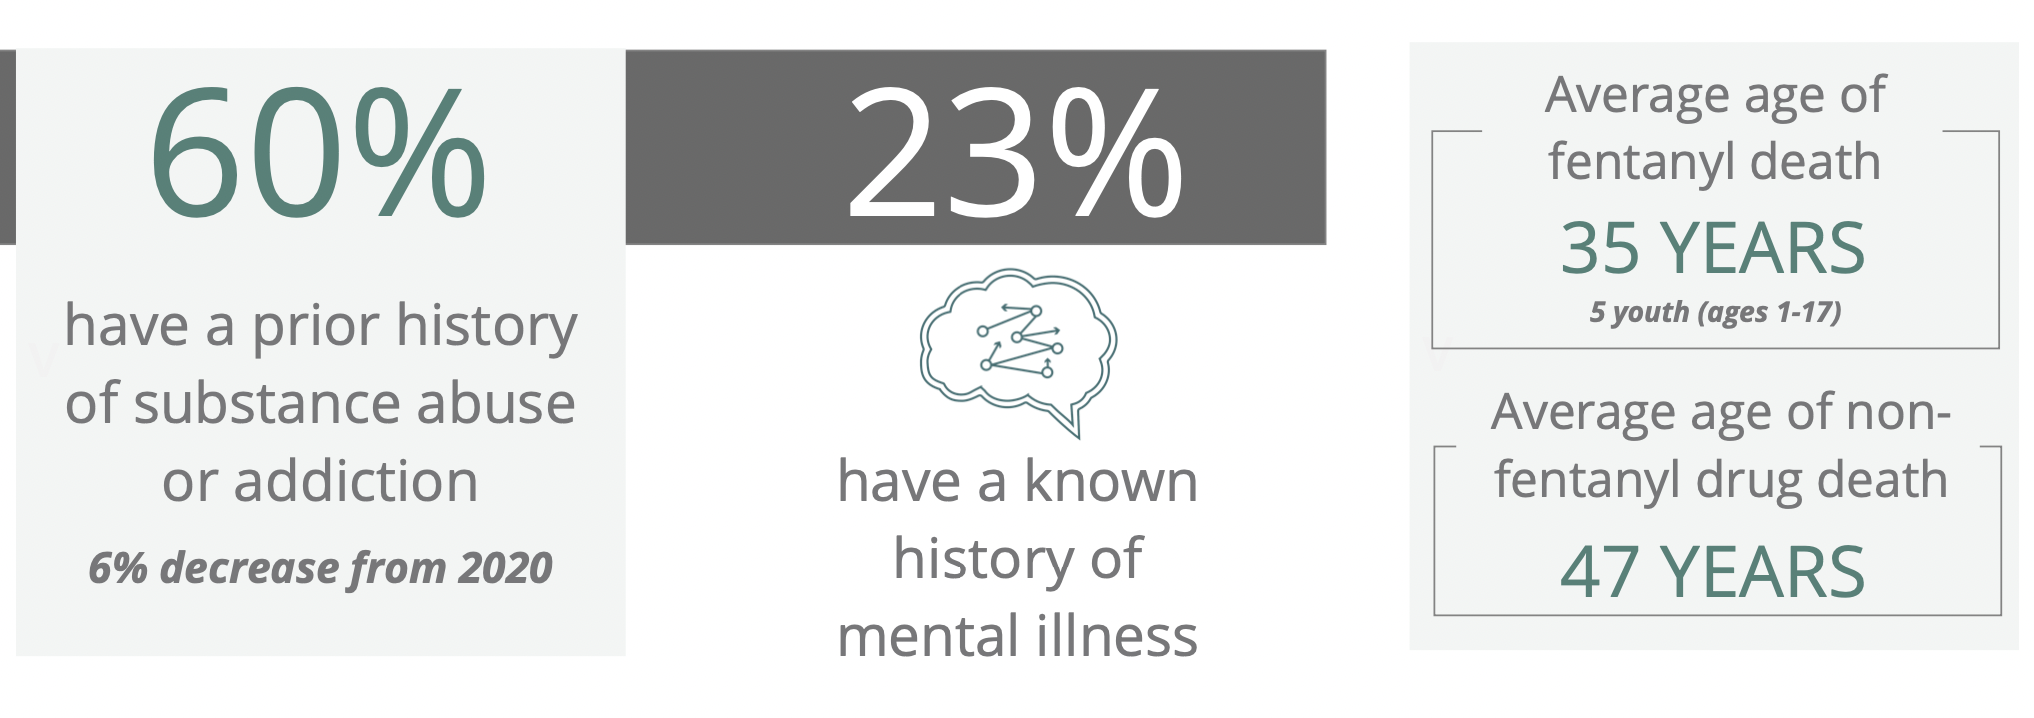 60%
have a prior history
of substance abuse
or addiction
6% decrease from 2020
23%
have a known
history of
mental illness
Average age of
fentanyl death
35 YEARS
5 youth (ages 1-17)
Average age of non-
fentanyl drug death
47 YEARS